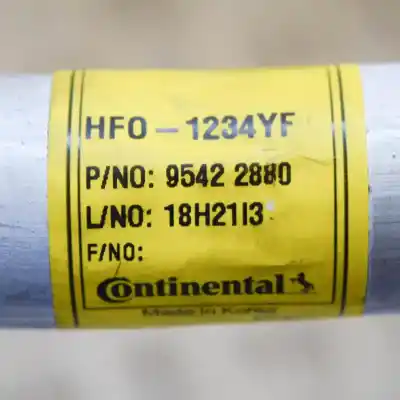 HFO - 1234YF
P/NO: 9542 2880
L/NO: 18H21I3
F/NO:
Continental
Made in Korea